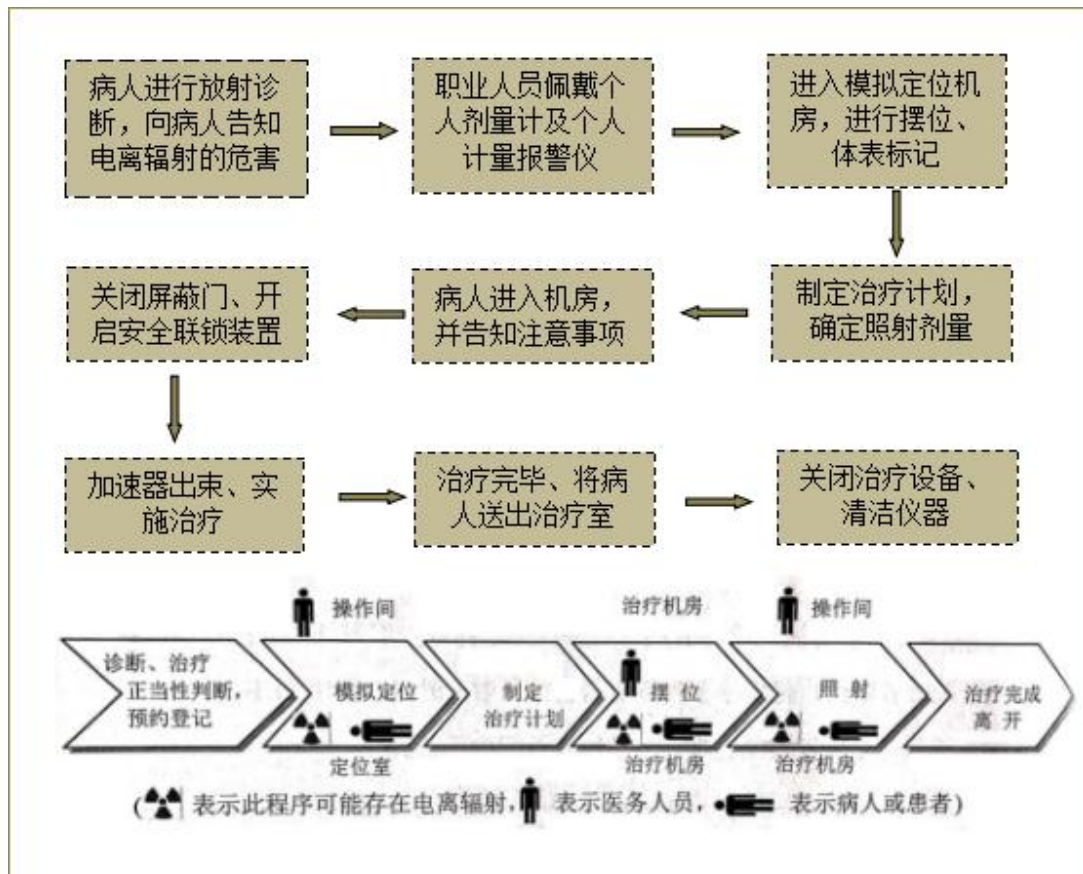 病人进行放射诊
断，向病人告知
电离辐射的危害
职业人员佩戴个
人剂量计及个人
计量报警仪
进入模拟定位机
房，进行摆位、
体表标记
制定治疗计划，
确定照射剂量
病人进入机房，
并告知注意事项
关闭屏蔽门、开
启安全联锁装置
加速器出束、实
施治疗
治疗完毕、将病
人送出治疗室
关闭治疗设备、
清洁仪器
操作间
治疗机房
操作间
诊断、治疗
正当性判断，
预约登记
模拟定位
制定
治疗计划
摆位
照射
治疗完成
离开
定位室
治疗机房
治疗机房
(表示此程序可能存在电离辐射，表示医务人员，表示病人或患者)